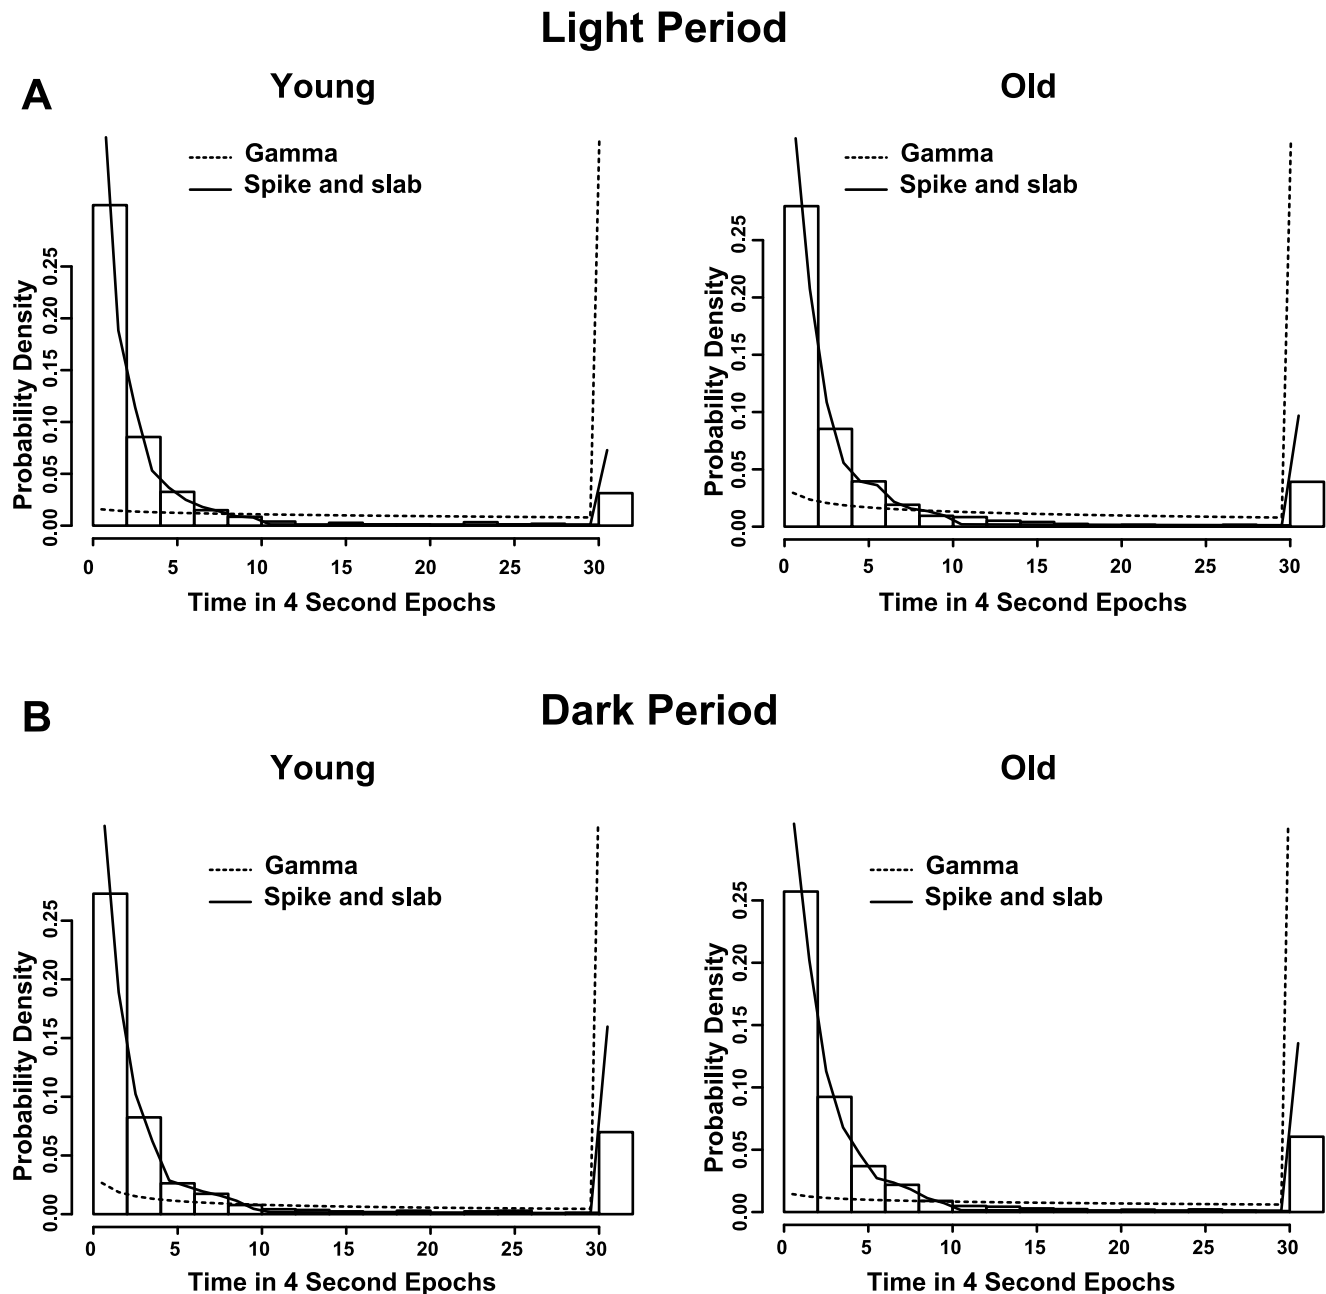 Light Period
A
Young
Old
Gamma
Spike and slab
Gamma
Spike and slab
Probability Density
0.00 0.05 0.10 0.15 0.20 0.25
0 5 10 15 20 25 30
Time in 4 Second Epochs
Probability Density
0.00 0.05 0.10 0.15 0.20 0.25
0 5 10 15 20 25 30
Time in 4 Second Epochs
B
Dark Period
Young
Old
Gamma
Spike and slab
Gamma
Spike and slab
Probability Density
0.00 0.05 0.10 0.15 0.20 0.25
0 5 10 15 20 25 30
Time in 4 Second Epochs
Probability Density
0.00 0.05 0.10 0.15 0.20 0.25
0 5 10 15 20 25 30
Time in 4 Second Epochs